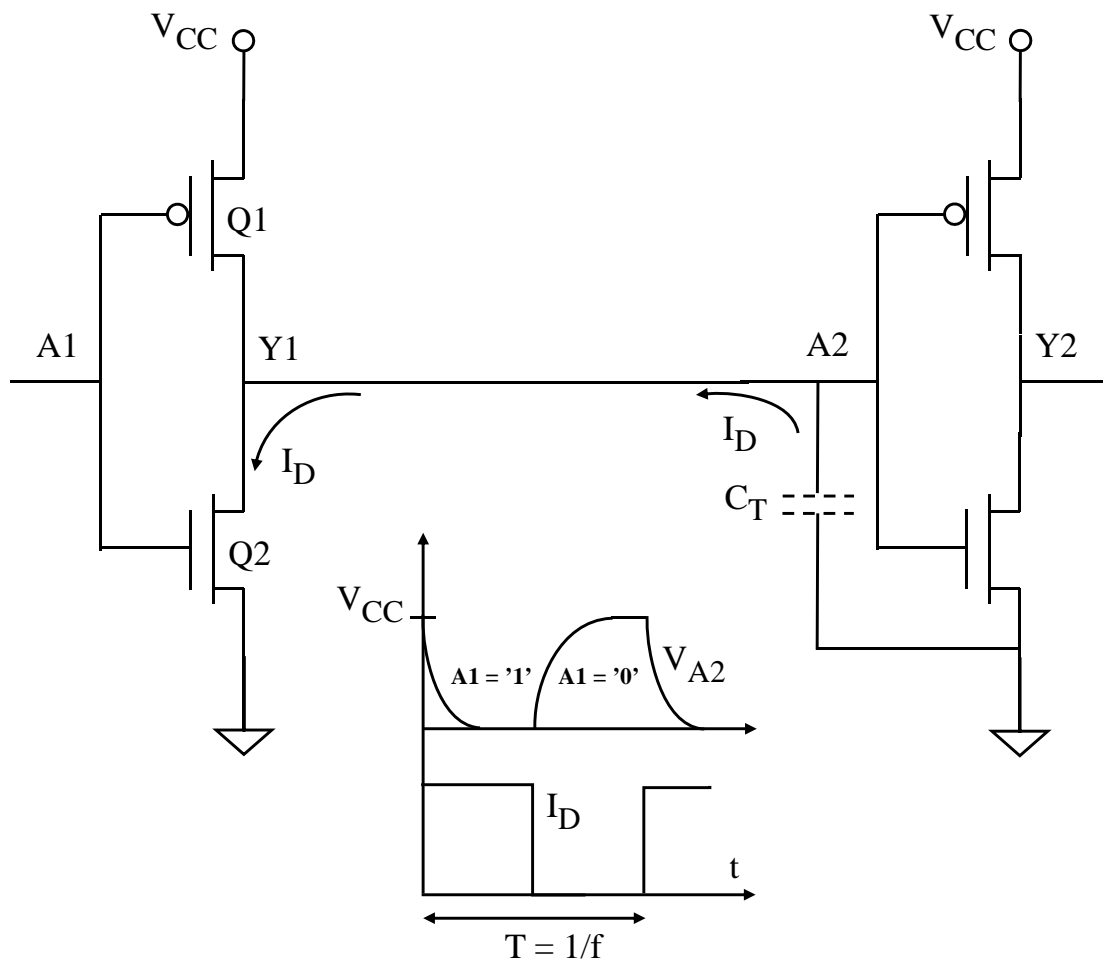 VCC
VCC
Q1
A1
Y1
A2
Y2
ID
ID
CT
Q2
VCC
A1 = ’1’
A1 = ’0’
VA2
ID
t
T = 1/f